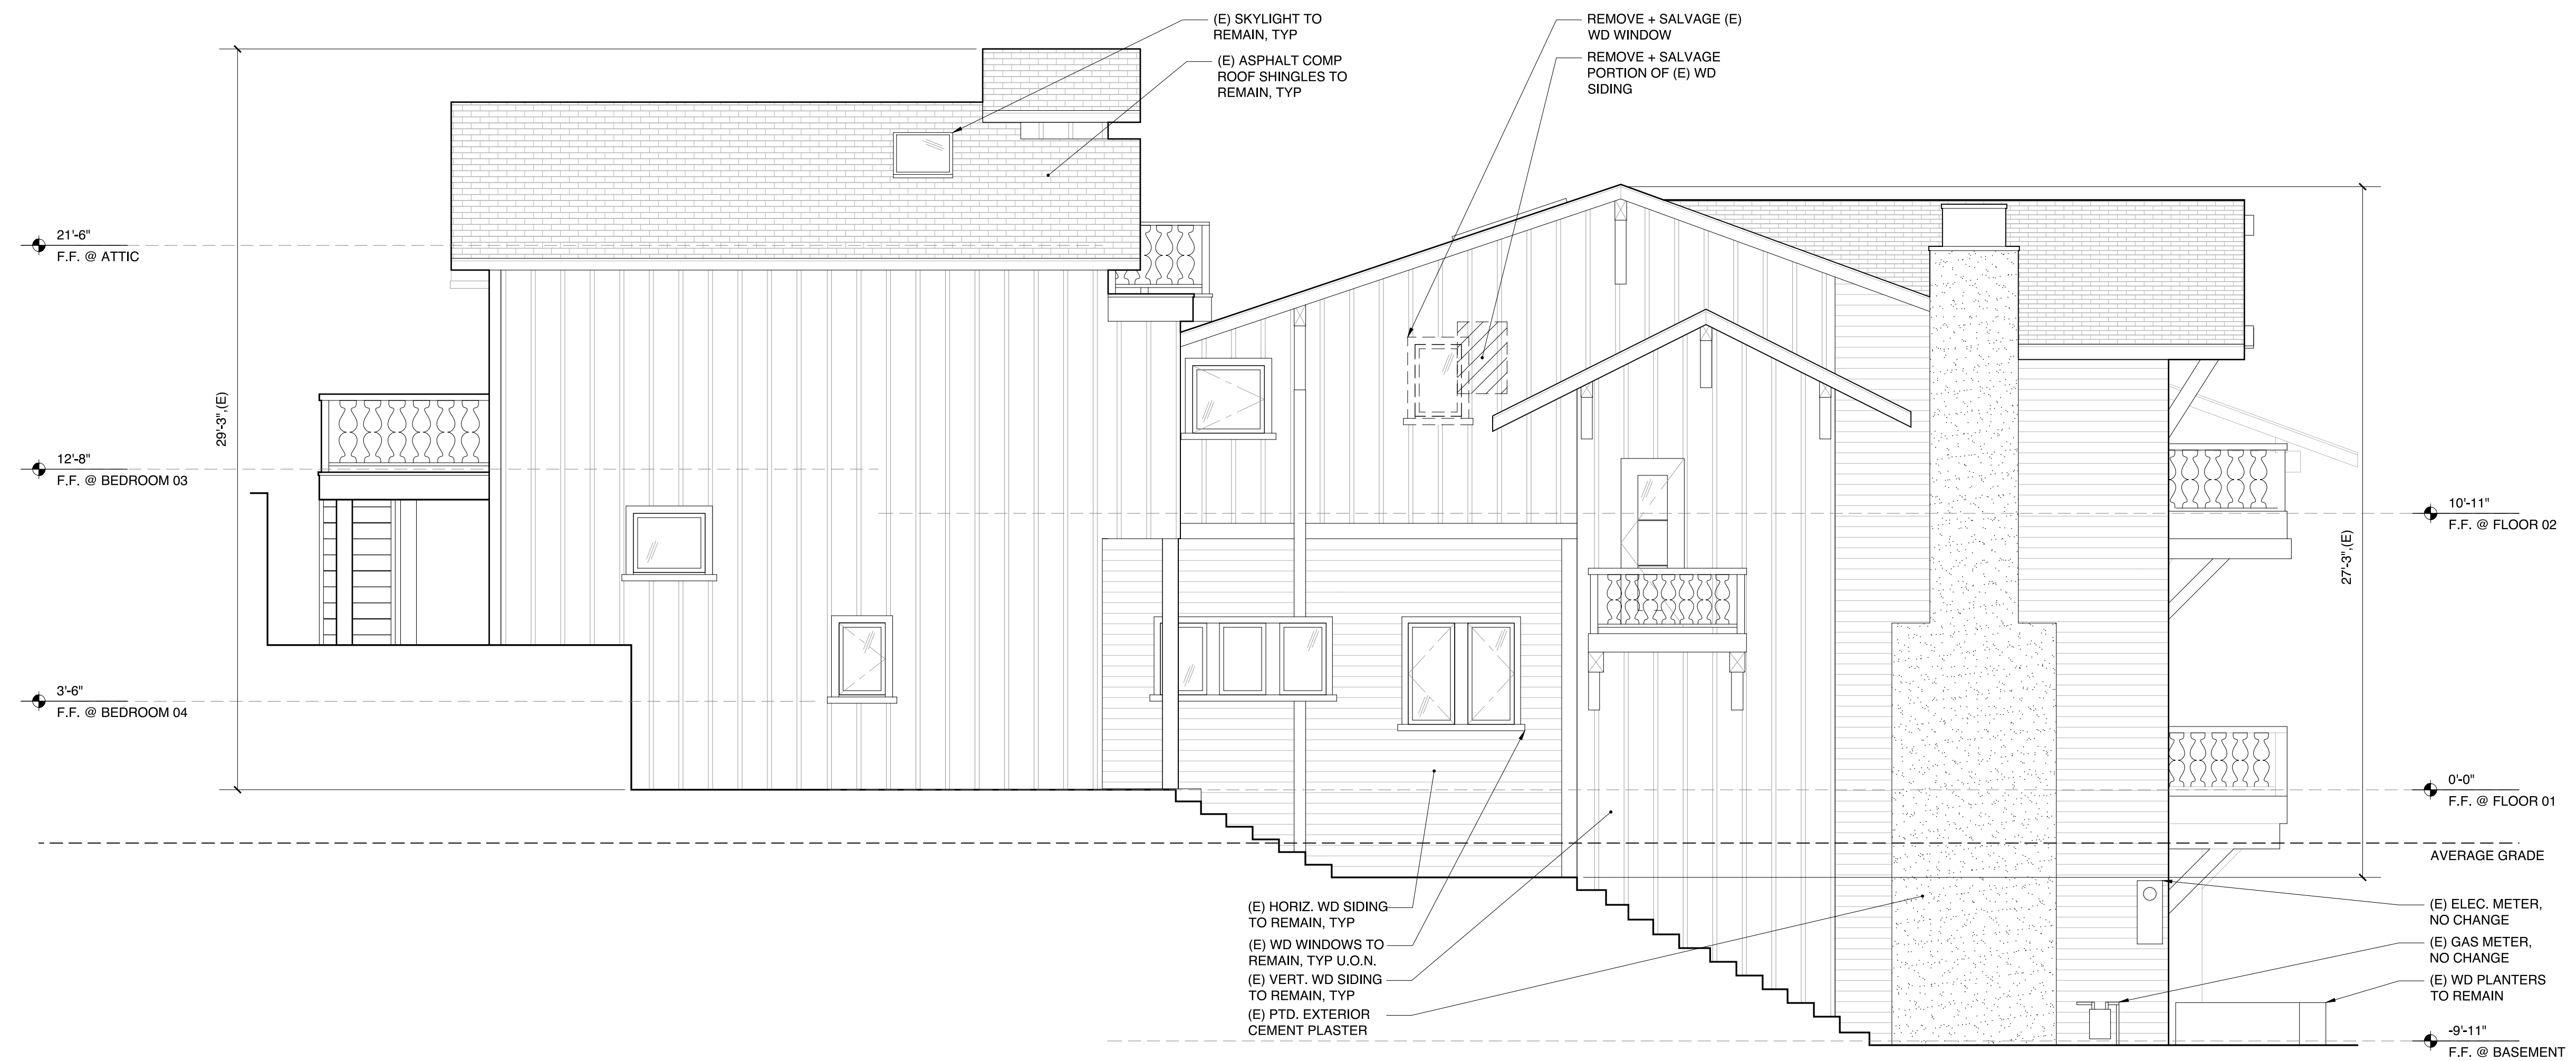 (E) SKYLIGHT TO
REMAIN, TYP
(E) ASPHALT COMP
ROOF SHINGLES TO
REMAIN, TYP
REMOVE + SALVAGE (E)
WD WINDOW
REMOVE + SALVAGE
PORTION OF (E) WD
SIDING
21'-6"
F.F. @ ATTIC
29'-3",(E)
12'-8"
F.F. @ BEDROOM 03
3'-6"
F.F. @ BEDROOM 04
10'-11"
F.F. @ FLOOR 02
27'-3",(E)
0'-0"
F.F. @ FLOOR 01
AVERAGE GRADE
(E) HORIZ. WD SIDING
TO REMAIN, TYP
(E) WD WINDOWS TO
REMAIN, TYP U.O.N.
(E) VERT. WD SIDING
TO REMAIN, TYP
(E) PTD. EXTERIOR
CEMENT PLASTER
(E) ELEC. METER,
NO CHANGE
(E) GAS METER,
NO CHANGE
(E) WD PLANTERS
TO REMAIN
-9'-11"
F.F. @ BASEMENT